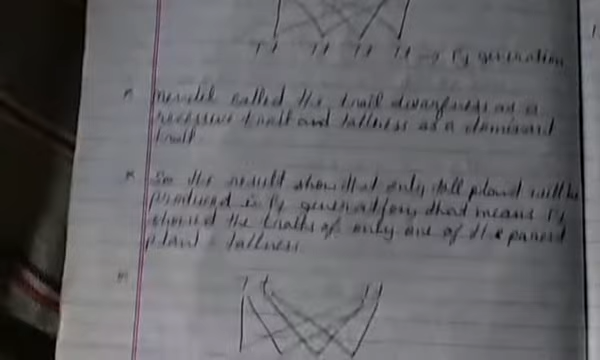 Tt Tt Tt Tt → F1 generation
Mendel called the trait dwarfness as a
recessive trait and tallness as a dominant
trait
So the result show that only tall plant will be
produced in F1 generation, that means F1
showed the traits of only one of the parent
plant - tallness.